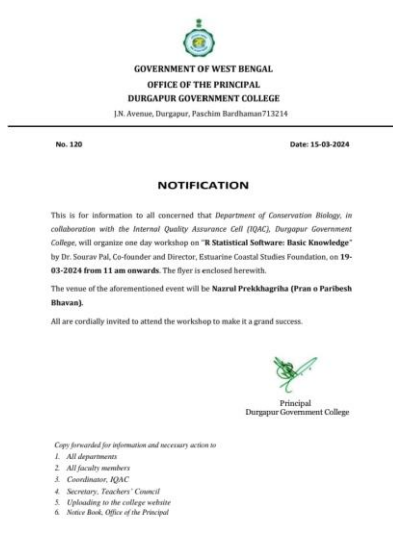 GOVERNMENT OF WEST BENGAL
OFFICE OF THE PRINCIPAL
DURGAPUR GOVERNMENT COLLEGE
J.N. Avenue, Durgapur, Paschim Bardhaman713214
No. 120 Date: 15-03-2024
NOTIFICATION
This is for information to all concerned that Department of Conservation Biology, in
collaboration with the Internal Quality Assurance Cell (IQAC), Durgapur Government
College, will organize one day workshop on "R Statistical Software: Basic Knowledge"
by Dr. Sourav Pal, Co-founder and Director, Estuarine Coastal Studies Foundation, on 19-
03-2024 from 11 am onwards. The flyer is enclosed herewith.
The venue of the aforementioned event will be Nazrul Prekkhagriha (Pran o Paribesh
Bhavan).
All are cordially invited to attend the workshop to make it a grand success.
Principal
Durgapur Government College
Copy forwarded for information and necessary action to
1. All departments
2. All faculty members
3. Coordinator, IQAC
4. Secretary, Teachers' Council
5. Uploading to the college website
6. Notice Book, Office of the Principal